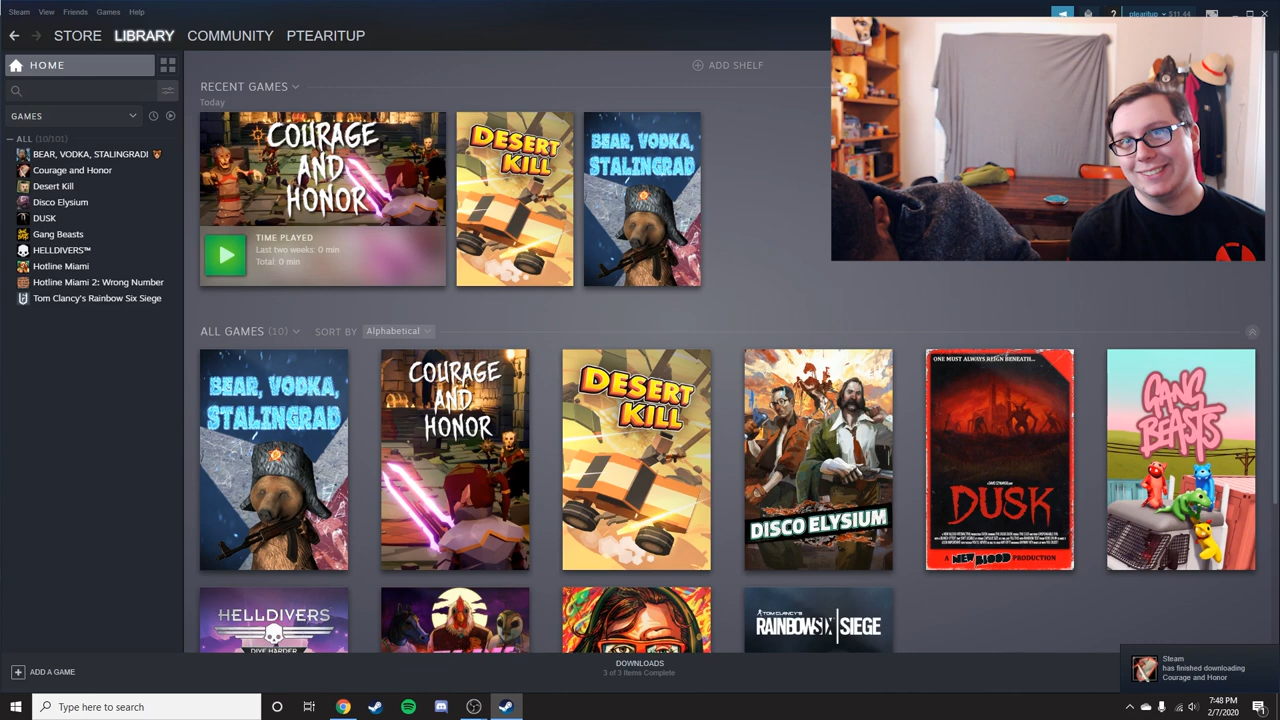 Steam View Friends Games Help
ptearitup $11.44
STORE LIBRARY COMMUNITY PTEARITUP
HOME
ADD SHELF
GAMES
ALL (10/101)
BEAR, VODKA, STALINGRAD!
Courage and Honor
Desert Kill
Disco Elysium
DUSK
Gang Beasts
HELLDIVERS™
Hotline Miami
Hotline Miami 2: Wrong Number
Tom Clancy's Rainbow Six Siege
RECENT GAMES
Today
COURAGE
AND
HONOR
TIME PLAYED
Last two weeks: 0 min
Total: 0 min
DESERT
KILL
BEAR, VODKA,
STALINGRAD
ALL GAMES (10) SORT BY Alphabetical
BEAR, VODKA,
STALINGRAD
COURAGE
AND
HONOR
DESERT
KILL
DISCO ELYSIUM
ONE MUST ALWAYS REIGN BENEATH...
DUSK
A NEW BLOOD PRODUCTION
GANG
BEASTS
HELLDIVERS
DIVE HARDER
TOM CLANCY'S
RAINBOW SIX | SIEGE
ADD A GAME
DOWNLOADS
3 of 3 Items Complete
Steam
has finished downloading
Courage and Honor
Type here to search
7:48 PM
2/7/2020